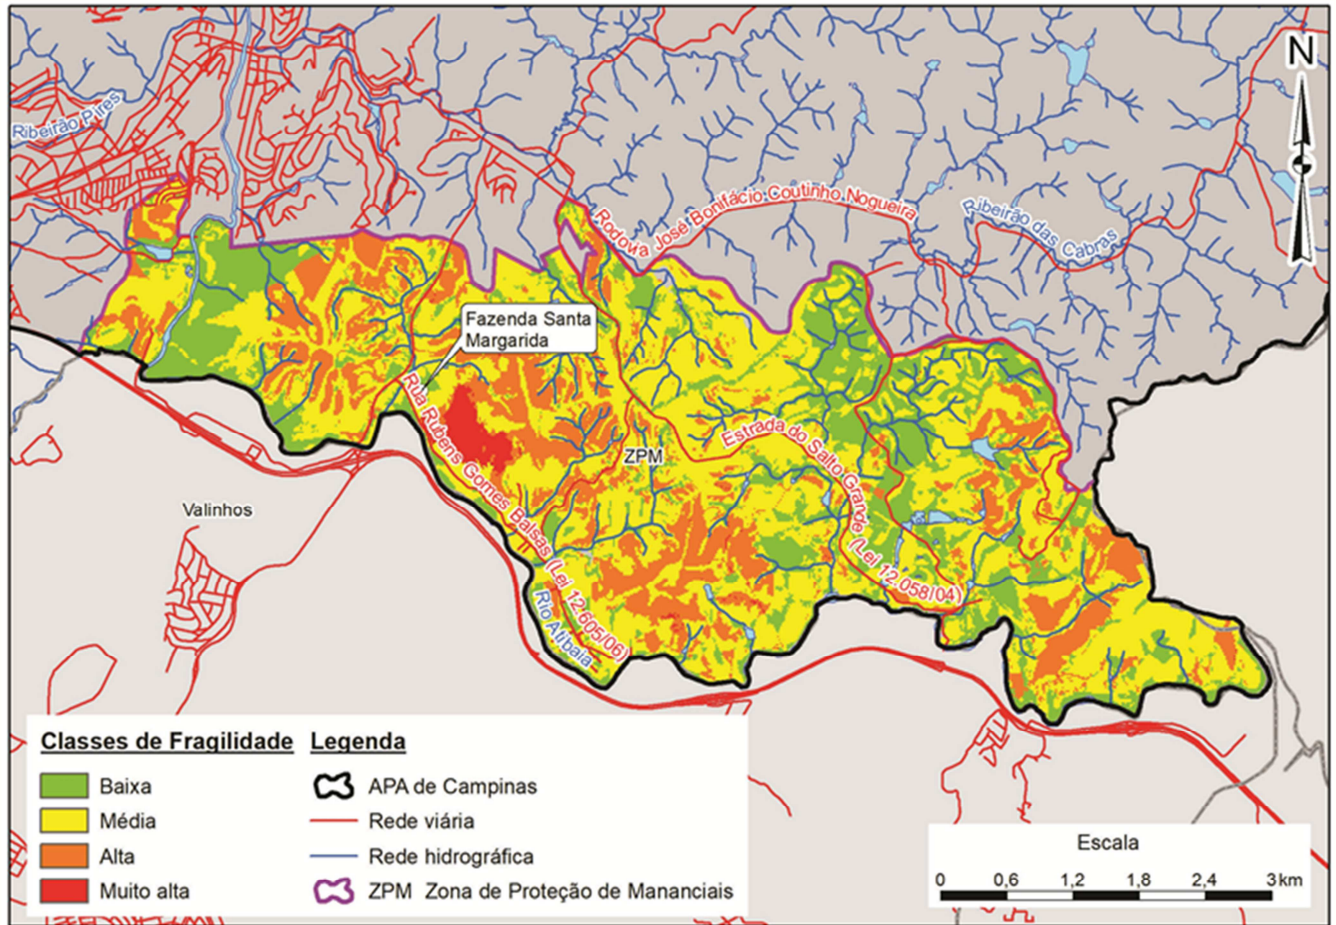 N
Ribeirão Pires
Rodovia José Bonifácio Coutinho Nogueira
Ribeirão das Cabras
Fazenda Santa
Margarida
Rua Rubens Gomes Balsas (Lei 12.605/06)
ZPM
Estrada do Salto Grande (Lei 12.058/04)
Valinhos
Rio Atibaia
Classes de Fragilidade
Baixa
Média
Alta
Muito alta
Legenda
APA de Campinas
Rede viária
Rede hidrográfica
ZPM Zona de Proteção de Mananciais
Escala
0 0,6 1,2 1,8 2,4 3 km